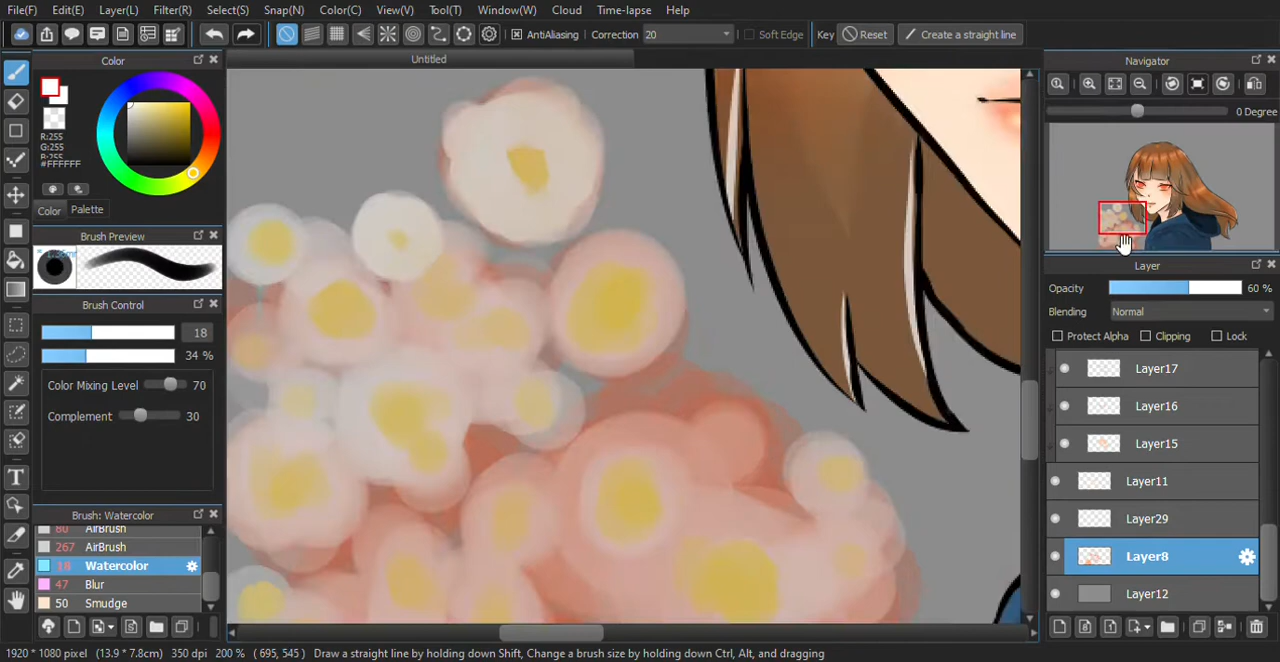 File(F) Edit(E) Layer(L) Filter(R) Select(S) Snap(N) Color(C) View(V) Tool(T) Window(W) Cloud Time-lapse Help
AntiAliasing Correction 20 Soft Edge Key Reset Create a straight line
Color
Untitled
Navigator
0 Degree
R:255
G:255
B:255
#FFFFFF
Color Palette
Brush Preview
Brush Control
18
34 %
Color Mixing Level 70
Complement 30
Brush: Watercolor
80 AirBrush
267 AirBrush
18 Watercolor
47 Blur
50 Smudge
Layer
Opacity 60 %
Blending Normal
Protect Alpha Clipping Lock
Layer17
Layer16
Layer15
Layer11
Layer29
Layer8
Layer12
1920 * 1080 pixel (13.9 * 7.8cm) 350 dpi 200 % ( 695, 545 ) Draw a straight line by holding down Shift, Change a brush size by holding down Ctrl, Alt, and dragging